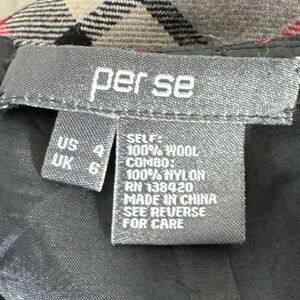 per se
US 4
UK 6
SELF:
100% WOOL
COMBO:
100% NYLON
RN 138420
MADE IN CHINA
SEE REVERSE
FOR CARE